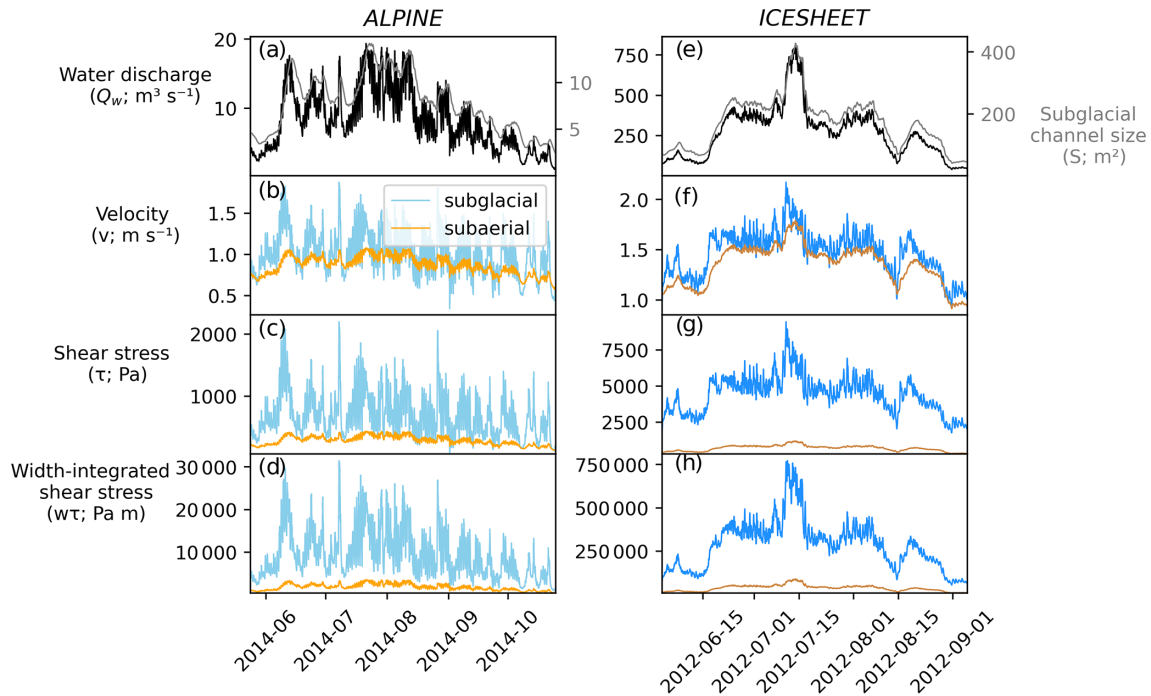 ALPINE
ICESHEET
Water discharge
(Qw; m³ s⁻¹)
(a)
20
10
10
5
(e)
750
500
250
400
200
Subglacial
channel size
(S; m²)
Velocity
(v; m s⁻¹)
(b)
1.5
1.0
0.5
subglacial
subaerial
(f)
2.0
1.5
1.0
Shear stress
(τ; Pa)
(c)
2000
1000
(g)
7500
5000
2500
Width-integrated
shear stress
(wτ; Pa m)
(d)
30 000
20 000
10 000
(h)
750 000
500 000
250 000
2014-06
2014-07
2014-08
2014-09
2014-10
2012-06-15
2012-07-01
2012-07-15
2012-08-01
2012-08-15
2012-09-01